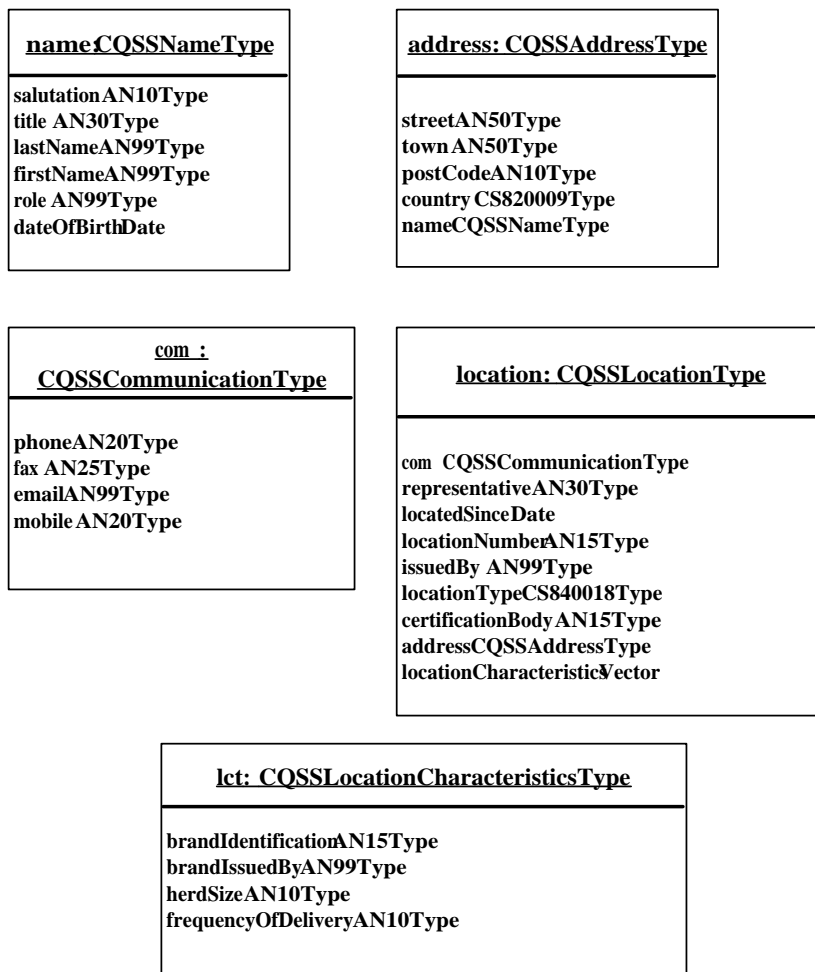 name:CQSSNameType
salutationAN10Type
title AN30Type
lastNameAN99Type
firstNameAN99Type
role AN99Type
dateOfBirthDate
address: CQSSAddressType
streetAN50Type
town AN50Type
postCodeAN10Type
country CS820009Type
nameCQSSNameType
com :
CQSSCommunicationType
phoneAN20Type
fax AN25Type
emailAN99Type
mobile AN20Type
location: CQSSLocationType
com CQSSCommunicationType
representativeAN30Type
locatedSinceDate
locationNumberAN15Type
issuedBy AN99Type
locationTypeCS840018Type
certificationBody AN15Type
addressCQSSAddressType
locationCharacteristicsVector
lct: CQSSLocationCharacteristicsType
brandIdentificationAN15Type
brandIssuedByAN99Type
herdSizeAN10Type
frequencyOfDeliveryAN10Type